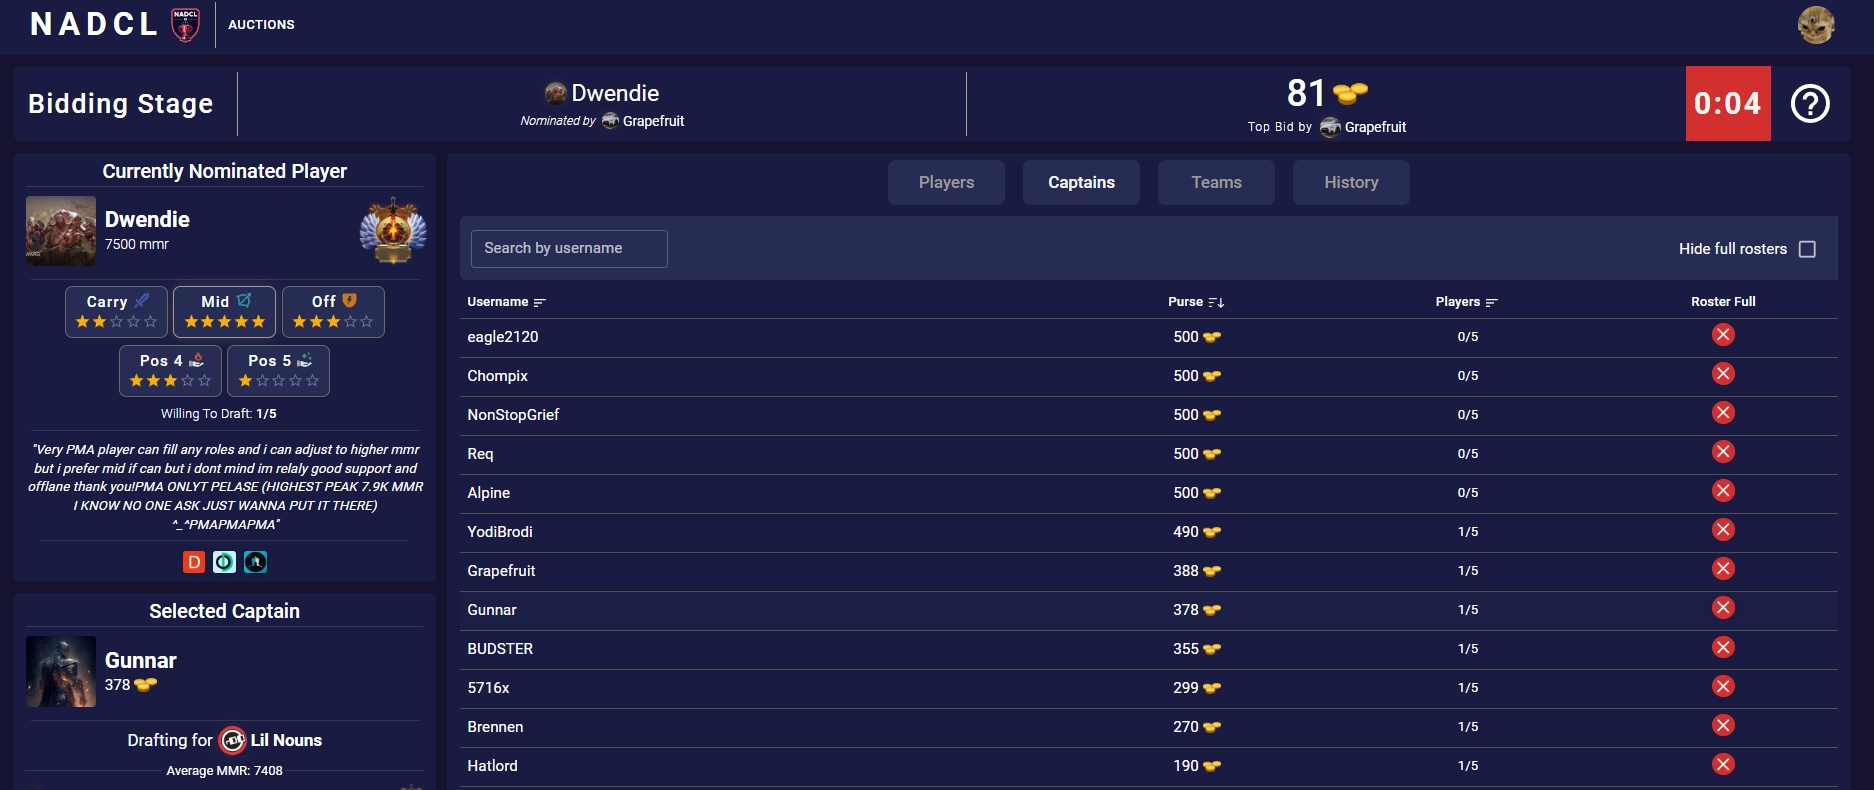 NADCL
NADCL
AUCTIONS
Bidding Stage
Dwendie
Nominated by Grapefruit
81
Top Bid by Grapefruit
0:04
Currently Nominated Player
Dwendie
7500 mmr
Carry
Mid
Off
Pos 4
Pos 5
Willing To Draft: 1/5
"Very PMA player can fill any roles and i can adjust to higher mmr
but i prefer mid if can but i dont mind im relaly good support and
offlane thank you!PMA ONLYT PELASE (HIGHEST PEAK 7.9K MMR
I KNOW NO ONE ASK JUST WANNA PUT IT THERE)
^_^PMAPMAPMA"
D
Selected Captain
Gunnar
378
Drafting for Lil Nouns
Average MMR: 7408
Players Captains Teams History
Search by username
Hide full rosters
Username Purse Players Roster Full
eagle2120 500 0/5
Chompix 500 0/5
NonStopGrief 500 0/5
Req 500 0/5
Alpine 500 0/5
YodiBrodi 490 1/5
Grapefruit 388 1/5
Gunnar 378 1/5
BUDSTER 355 1/5
5716x 299 1/5
Brennen 270 1/5
Hatlord 190 1/5